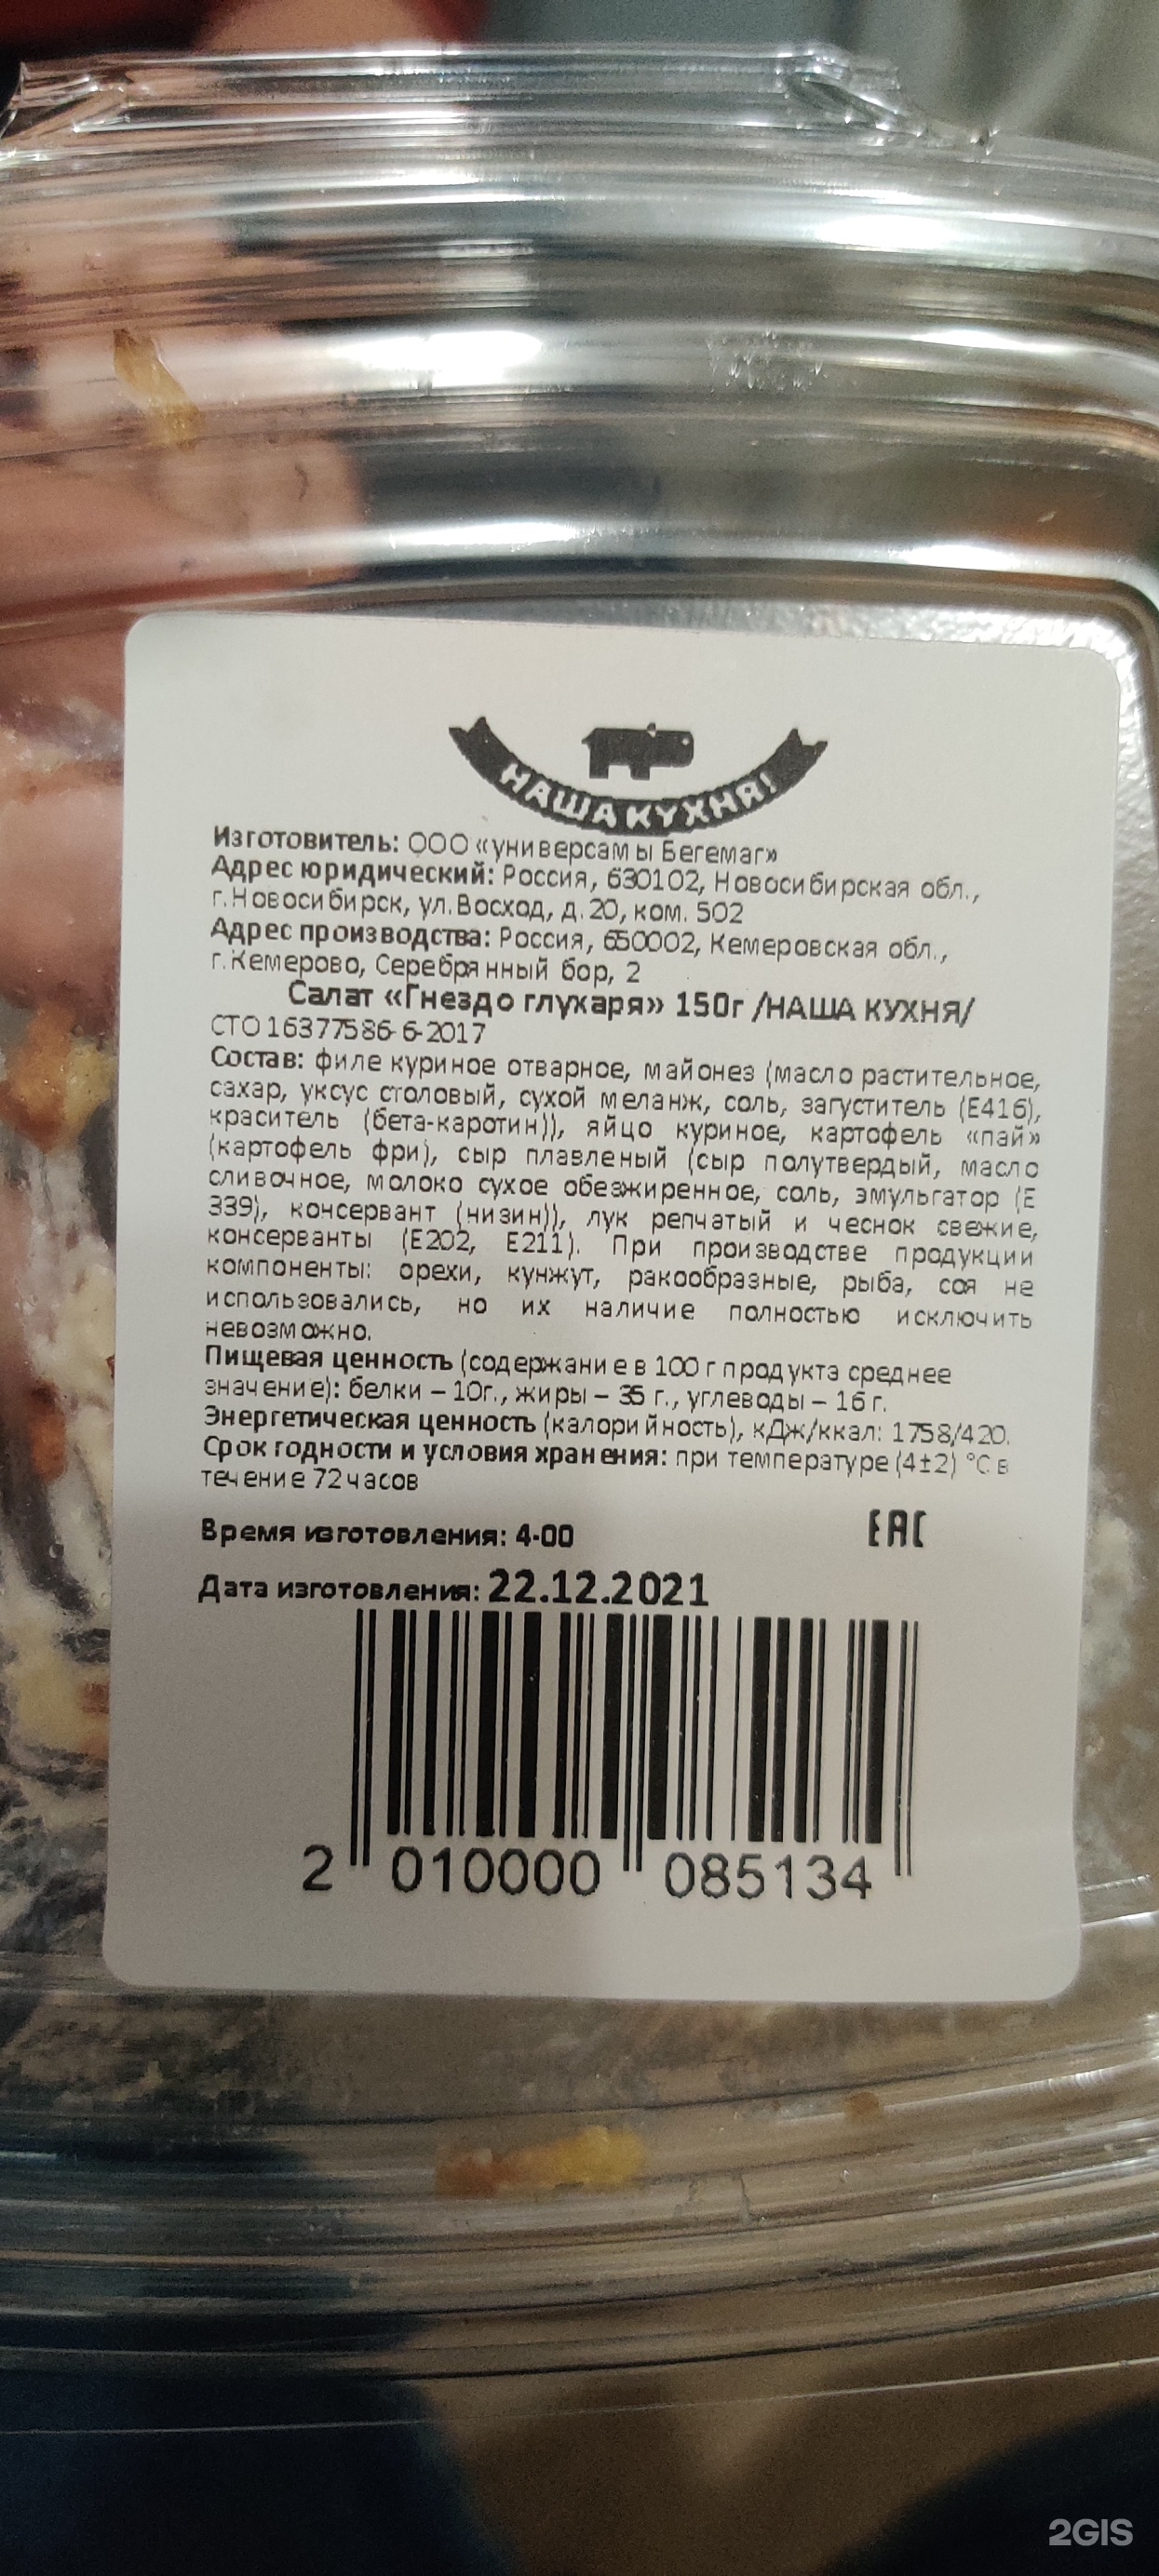 НАША КУХНЯ!
Изготовитель: ООО «универсамы Бегемаг»
Адрес юридический: Россия, 630102, Новосибирская обл.,
г.Новосибирск, ул.Восход, д.20, ком. 502
Адрес производства: Россия, 650002, Кемеровская обл.,
г.Кемерово, Серебрянный бор, 2
Салат «Гнездо глухаря» 150г /НАША КУХНЯ/
СТО 16377586-6-2017
Состав: филе куриное отварное, майонез (масло растительное,
сахар, уксус столовый, сухой меланж, соль, загуститель (Е416),
краситель (бета-каротин)), яйцо куриное, картофель «пай»
(картофель фри), сыр плавленый (сыр полутвердый, масло
сливочное, молоко сухое обезжиренное, соль, эмульгатор (Е
339), консервант (низин)), лук репчатый и чеснок свежие,
консерванты (Е202, Е211). При производстве продукции
компоненты: орехи, кунжут, ракообразные, рыба, соя не
использовались, но их наличие полностью исключить
невозможно.
Пищевая ценность (содержание в 100 г продукта среднее
значение): белки – 10г., жиры – 35 г., углеводы – 16 г.
Энергетическая ценность (калорийность), кДж/ккал: 1758/420.
Срок годности и условия хранения: при температуре (4±2) °С в
течение 72 часов
Время изготовления: 4-00
ЕАС
Дата изготовления: 22.12.2021
2 010000 085134
2GIS